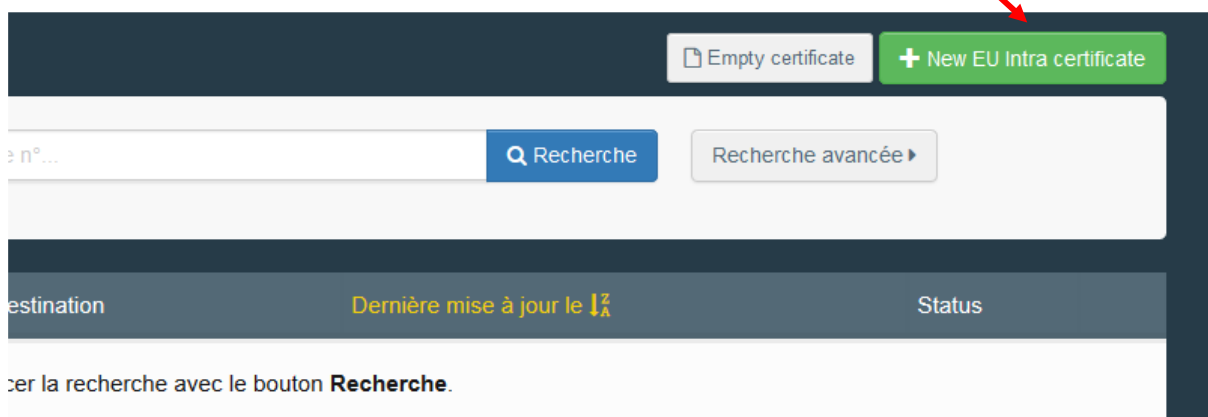 Empty certificate
New EU Intra certificate
e n°...
Recherche
Recherche avancée
estination
Dernière mise à jour le
Status
cer la recherche avec le bouton Recherche.